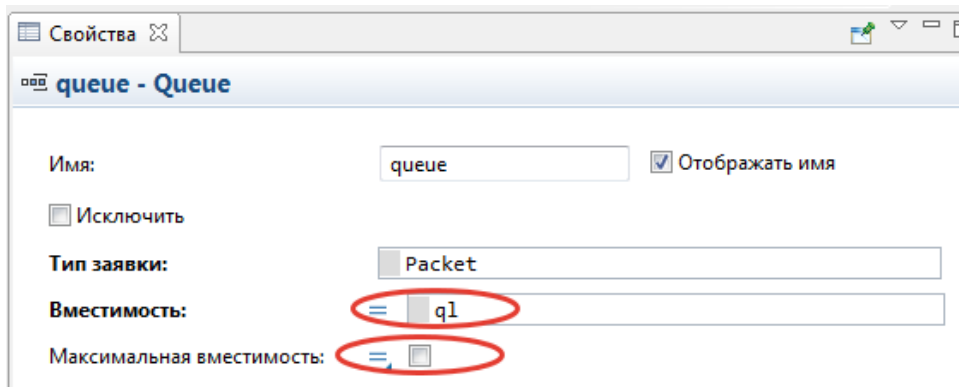 Свойства
queue - Queue
Имя: queue Отображать имя
Исключить
Тип заявки: Packet
Вместимость: = ql
Максимальная вместимость: =